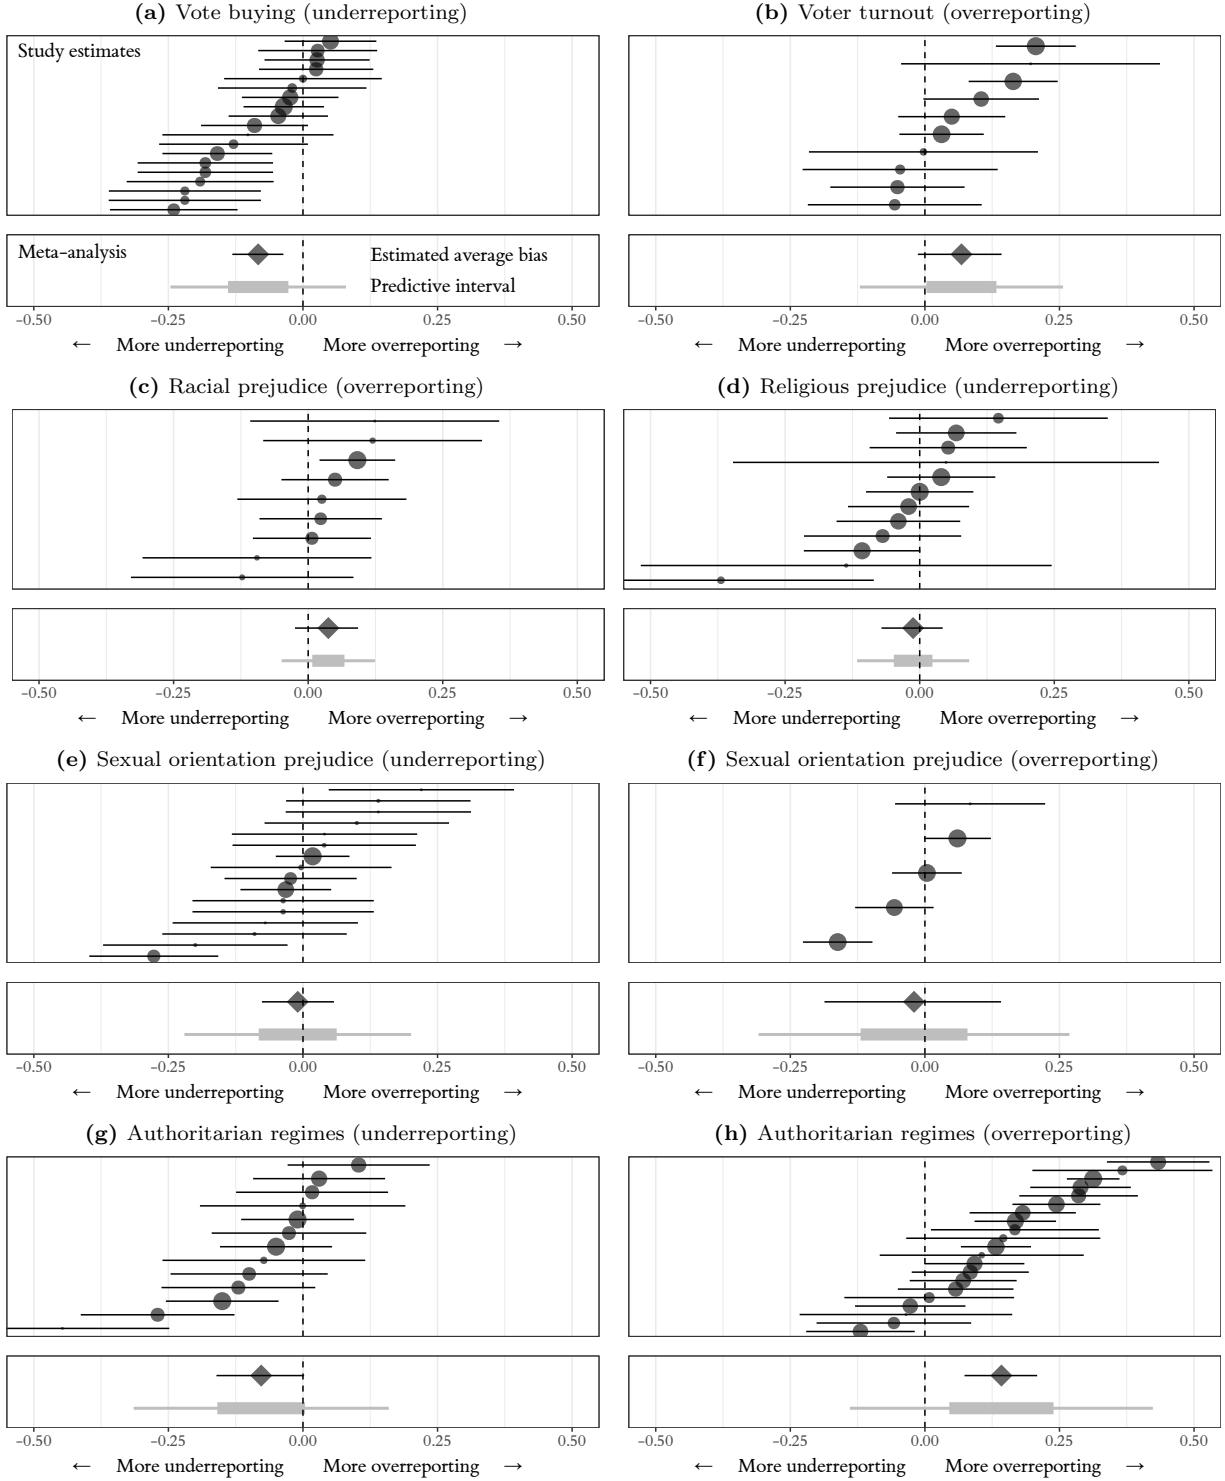 (a) Vote buying (underreporting)
Study estimates
Meta-analysis
Estimated average bias
Predictive interval
−0.50 −0.25 0.00 0.25 0.50
← More underreporting More overreporting →
(b) Voter turnout (overreporting)
−0.50 −0.25 0.00 0.25 0.50
← More underreporting More overreporting →
(c) Racial prejudice (overreporting)
−0.50 −0.25 0.00 0.25 0.50
← More underreporting More overreporting →
(d) Religious prejudice (underreporting)
−0.50 −0.25 0.00 0.25 0.50
← More underreporting More overreporting →
(e) Sexual orientation prejudice (underreporting)
−0.50 −0.25 0.00 0.25 0.50
← More underreporting More overreporting →
(f) Sexual orientation prejudice (overreporting)
−0.50 −0.25 0.00 0.25 0.50
← More underreporting More overreporting →
(g) Authoritarian regimes (underreporting)
−0.50 −0.25 0.00 0.25 0.50
← More underreporting More overreporting →
(h) Authoritarian regimes (overreporting)
−0.50 −0.25 0.00 0.25 0.50
← More underreporting More overreporting →